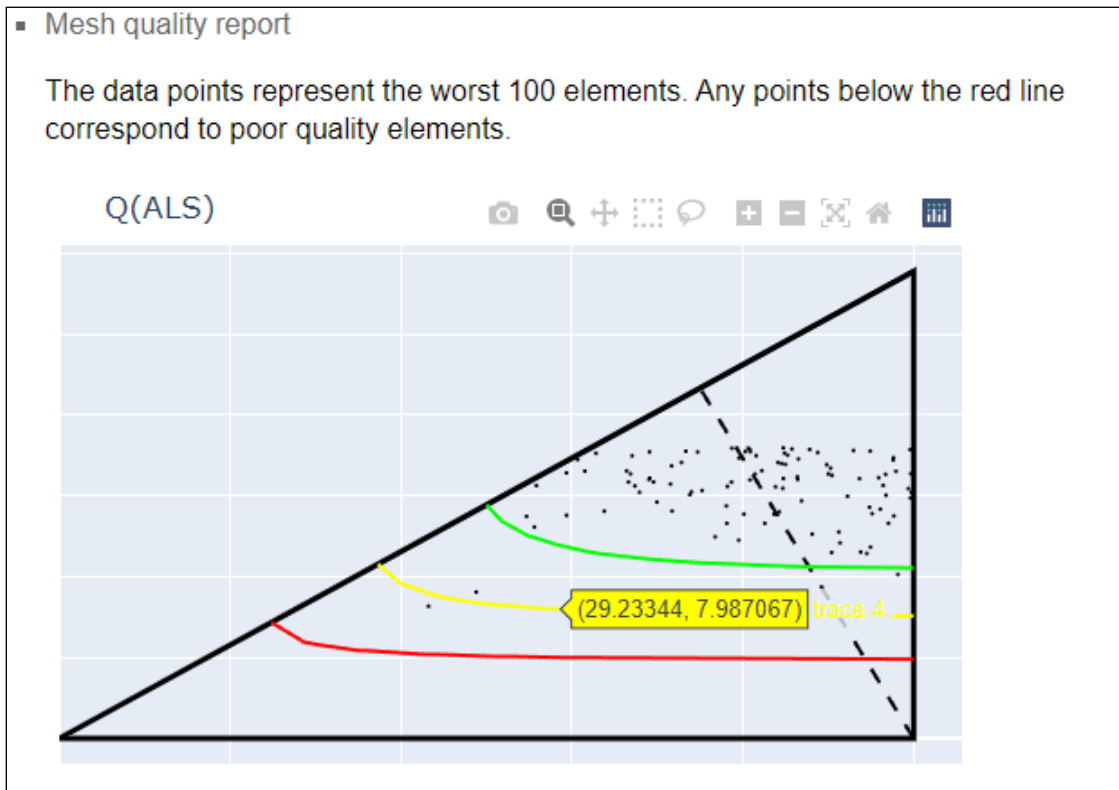 Mesh quality report
The data points represent the worst 100 elements. Any points below the red line
correspond to poor quality elements.
Q(ALS)
(29.23344, 7.987067) trace 4